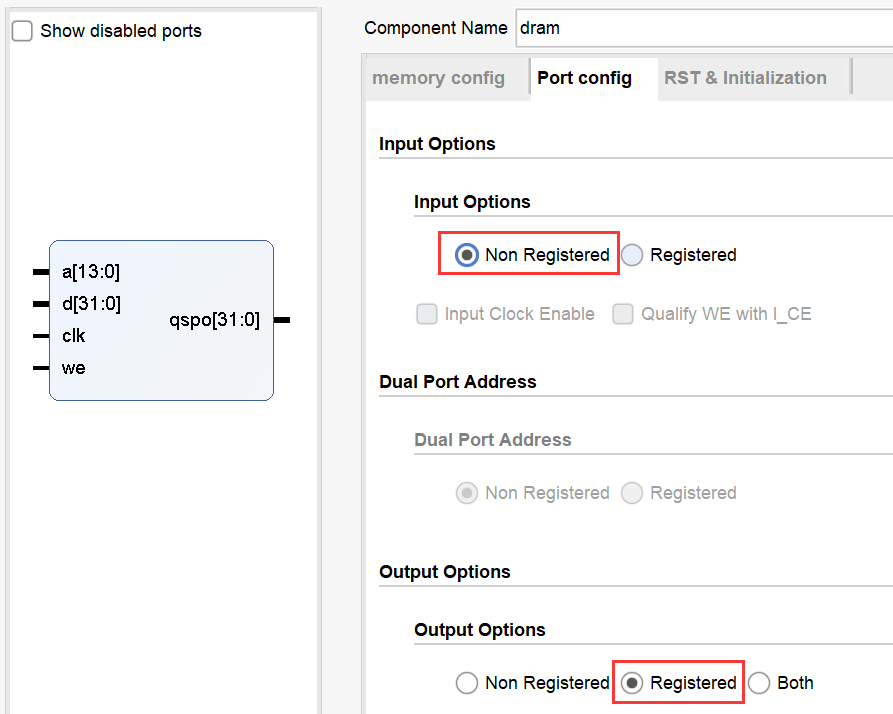 Show disabled ports
a[13:0]
d[31:0]
clk
we
qspo[31:0]
Component Name dram
memory config Port config RST & Initialization
Input Options
Input Options
Non Registered Registered
Input Clock Enable Qualify WE with I_CE
Dual Port Address
Dual Port Address
Non Registered Registered
Output Options
Output Options
Non Registered Registered Both